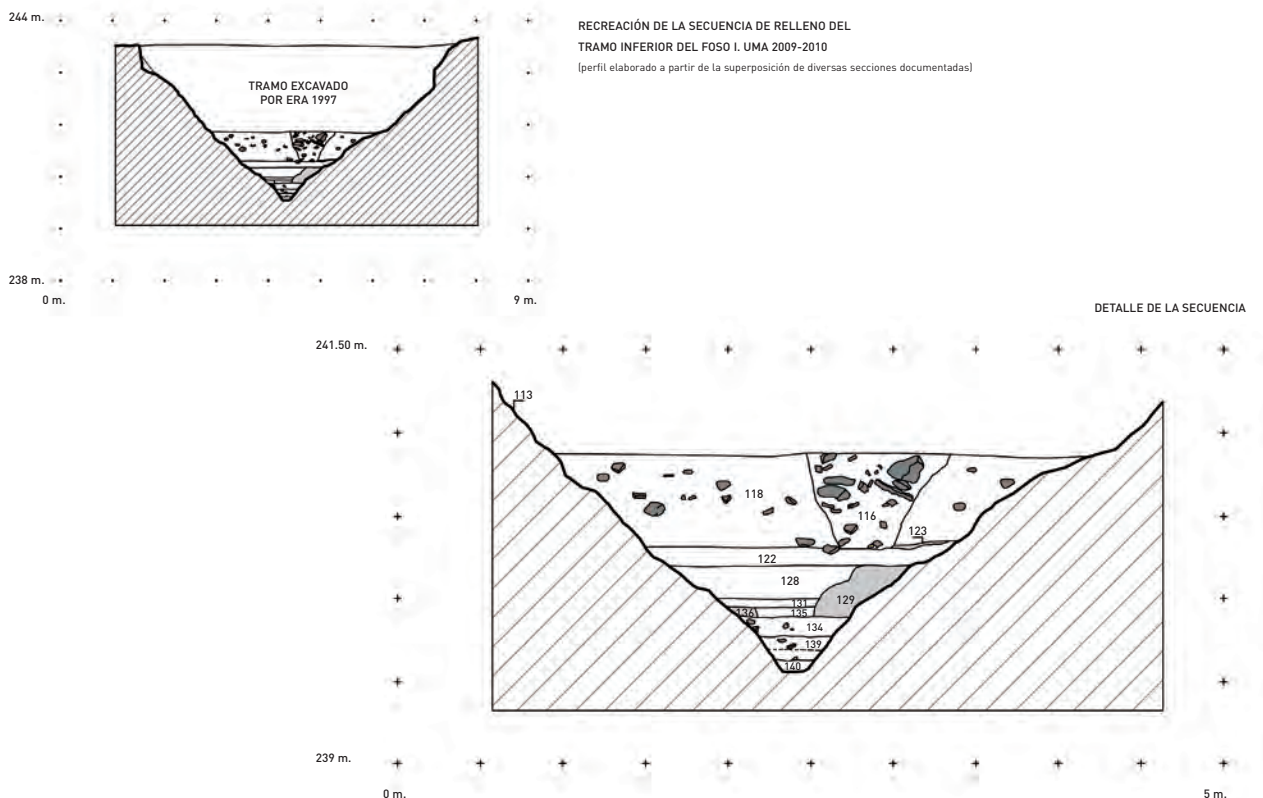 244 m.
RECREACIÓN DE LA SECUENCIA DE RELLENO DEL
TRAMO INFERIOR DEL FOSO I. UMA 2009-2010
(perfil elaborado a partir de la superposición de diversas secciones documentadas)
TRAMO EXCAVADO
POR ERA 1997
238 m.
0 m.
9 m.
DETALLE DE LA SECUENCIA
241.50 m.
113
118
116
123
122
128
129
131
136
135
134
139
140
239 m.
0 m.
5 m.